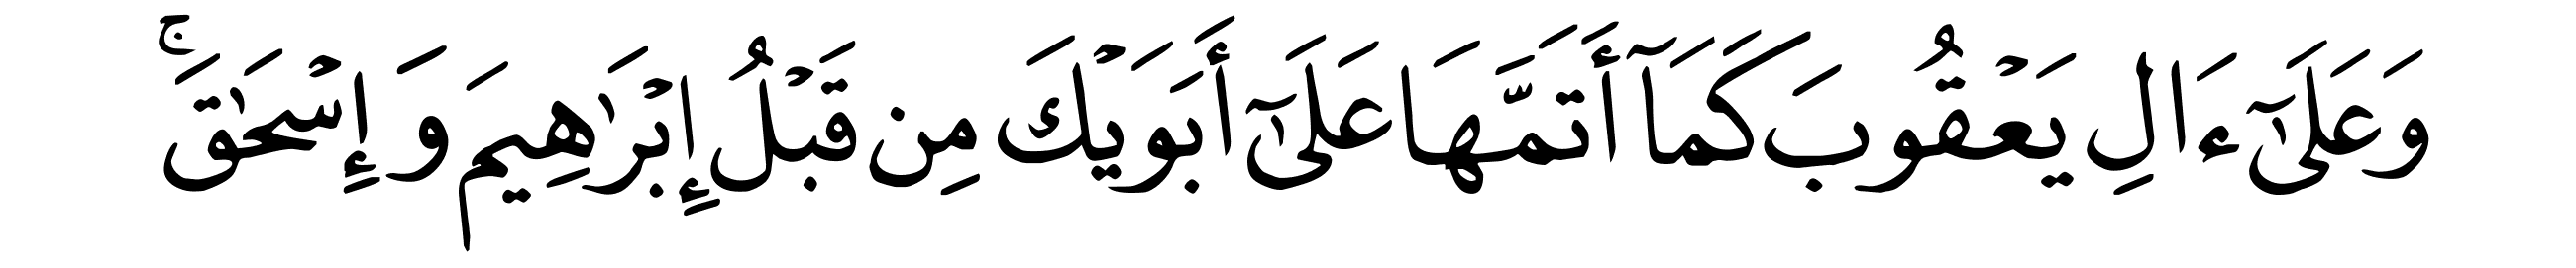 وَعَلَىٰٓ ءَالِ يَعْقُوبَ كَمَآ أَتَمَّهَا عَلَىٰٓ أَبَوَيْكَ مِن قَبْلُ إِبْرَٰهِيمَ وَإِسْحَٰقَ ۚ